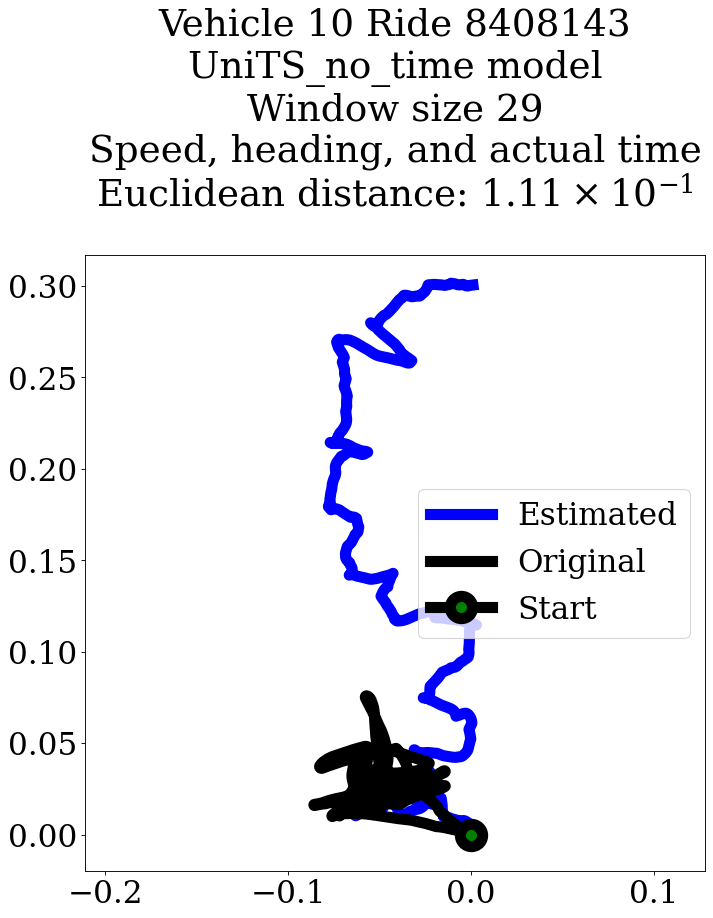 Vehicle 10 Ride 8408143
UniTS_no_time model
Window size 29
Speed, heading, and actual time
Euclidean distance: 1.11 × 10⁻¹
0.30
0.25
0.20
0.15
0.10
0.05
0.00
Estimated
Original
Start
−0.2
−0.1
0.0
0.1